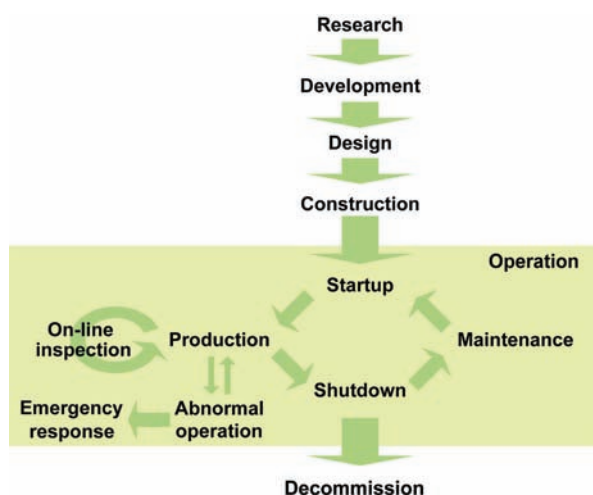 Research
Development
Design
Construction
Operation
Startup
On-line
inspection
Production
Maintenance
Shutdown
Emergency
response
Abnormal
operation
Decommission